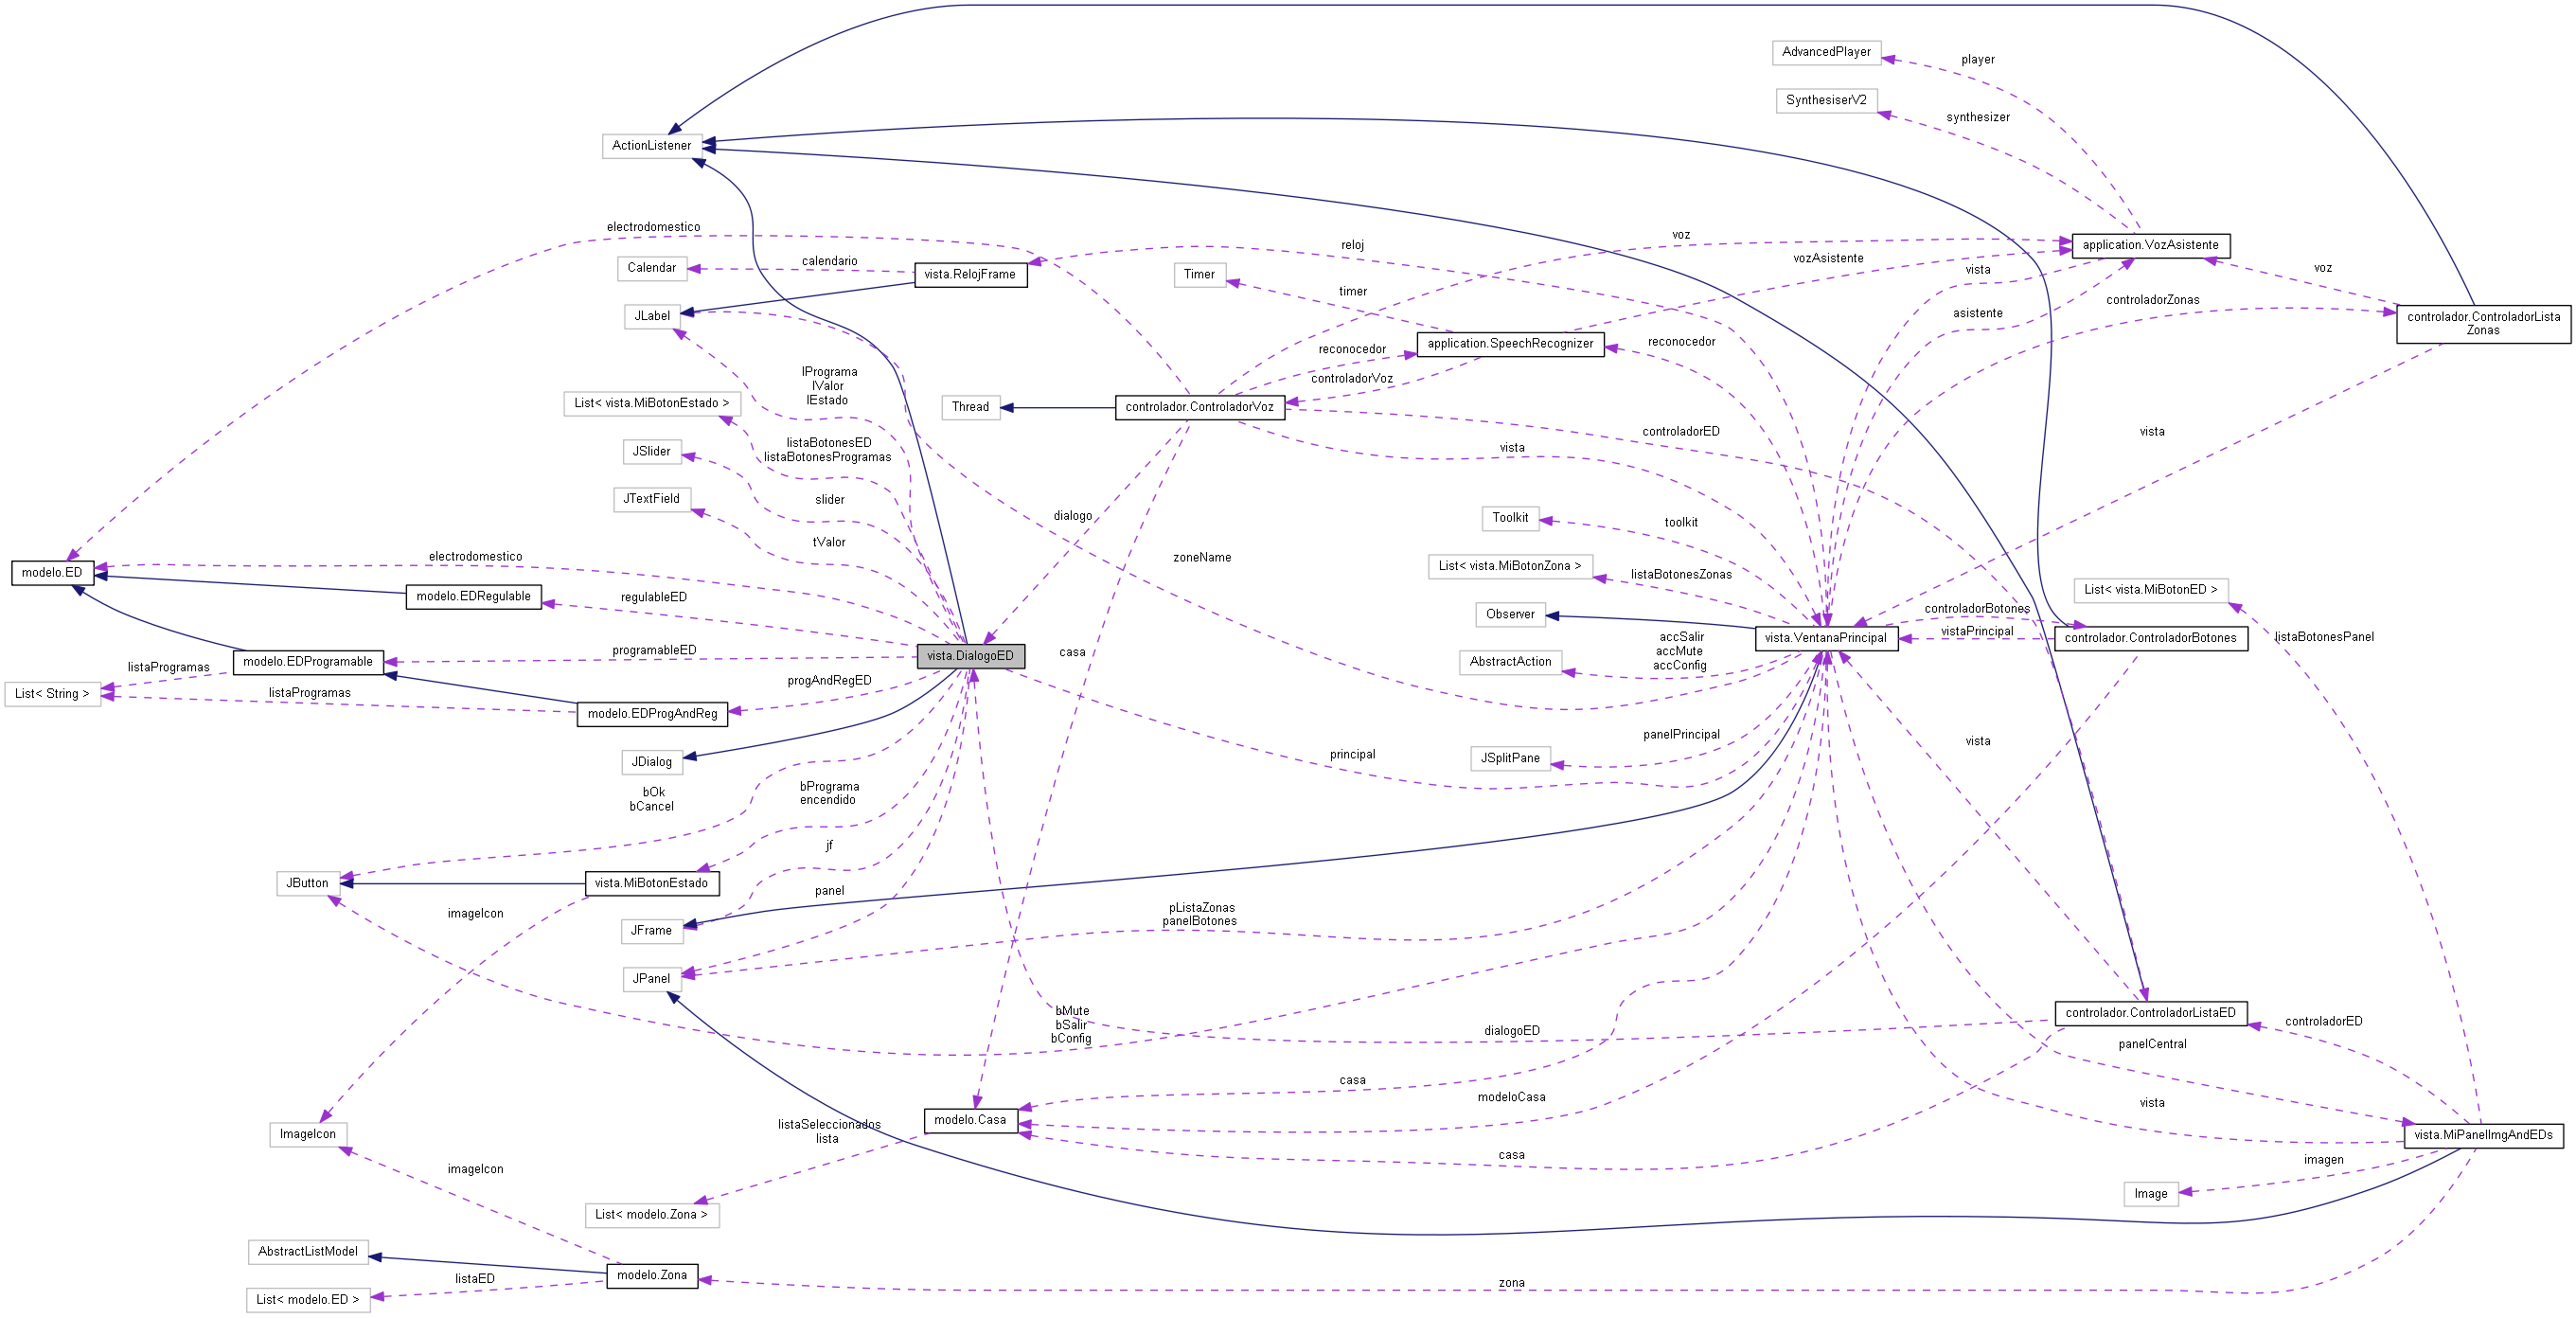 AdvancedPlayer
player
SynthesiserV2
synthesizer
ActionListener
electrodomestico
reloj
voz
application.VozAsistente
vozAsistente
Calendar
calendario
vista.RelojFrame
Timer
timer
vista
voz
controladorZonas
asistente
JLabel
controlador.ControladorLista
Zonas
reconocedor
application.SpeechRecognizer
reconocedor
lPrograma
lValor
lEstado
controladorVoz
List< vista.MiBotonEstado >
Thread
controlador.ControladorVoz
listaBotonesED
listaBotonesProgramas
vista
controladorED
vista
JSlider
slider
JTextField
dialogo
Toolkit
toolkit
tValor
electrodomestico
zoneName
List< vista.MiBotonZona >
listaBotonesZonas
modelo.ED
modelo.EDRegulable
regulableED
List< vista.MiBotonED >
Observer
controladorBotones
vista.VentanaPrincipal
vistaPrincipal
controlador.ControladorBotones
listaBotonesPanel
programableED
vista.DialogoED
casa
accSalir
accMute
accConfig
AbstractAction
modelo.EDProgramable
listaProgramas
progAndRegED
List< String >
listaProgramas
modelo.EDProgAndReg
panelPrincipal
vista
JDialog
principal
JSplitPane
bOk
bCancel
bPrograma
encendido
jf
JButton
vista.MiBotonEstado
panel
imageIcon
pListaZonas
panelBotones
JFrame
JPanel
bMute
bSalir
bConfig
dialogoED
controlador.ControladorListaED
controladorED
panelCentral
casa
modeloCasa
vista
modelo.Casa
listaSeleccionados
lista
ImageIcon
vista.MiPanelImgAndEDs
casa
imagen
imageIcon
Image
List< modelo.Zona >
AbstractListModel
modelo.Zona
listaED
zona
List< modelo.ED >